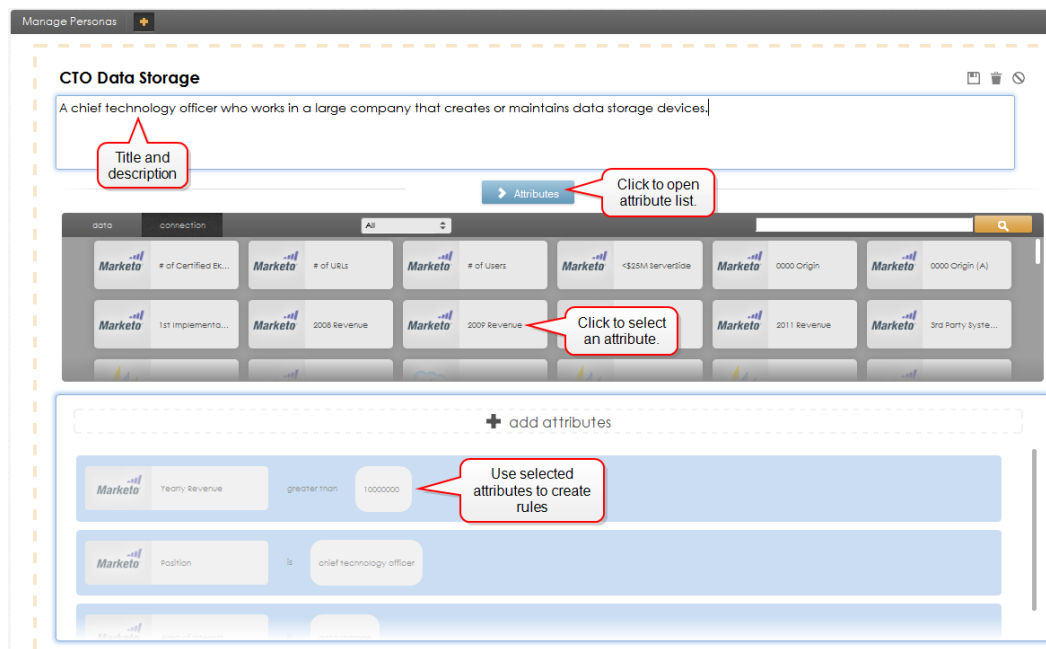 Manage Personas
CTO Data Storage
A chief technology officer who works in a large company that creates or maintains data storage devices.
Title and
description
Attributes
Click to open
attribute list.
data
connection
All
Marketo # of Certified Ek...
Marketo # of URLs
Marketo # of Users
Marketo <$25M ServerSide
Marketo 0000 Origin
Marketo 0000 Origin (A)
Marketo 1st Implementa...
Marketo 2008 Revenue
Marketo 2009 Revenue
Click to select
an attribute.
Marketo 2011 Revenue
Marketo 3rd Party Syste...
add attributes
Marketo Yearly Revenue greater than 10000000
Use selected
attributes to create
rules
Marketo Position is chief technology officer
Marketo